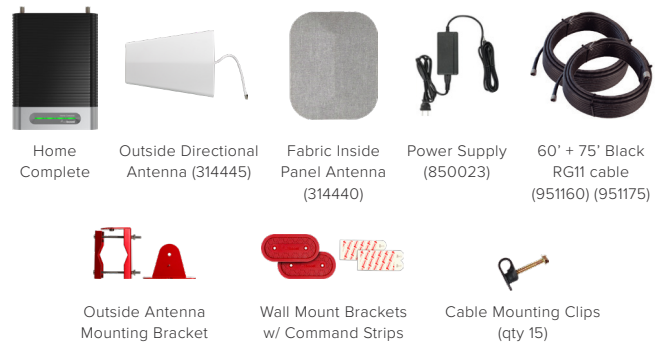 Home
Complete
Outside Directional
Antenna (314445)
Fabric Inside
Panel Antenna
(314440)
Power Supply
(850023)
60’ + 75’ Black
RG11 cable
(951160) (951175)
Outside Antenna
Mounting Bracket
Wall Mount Brackets
w/ Command Strips
Cable Mounting Clips
(qty 15)